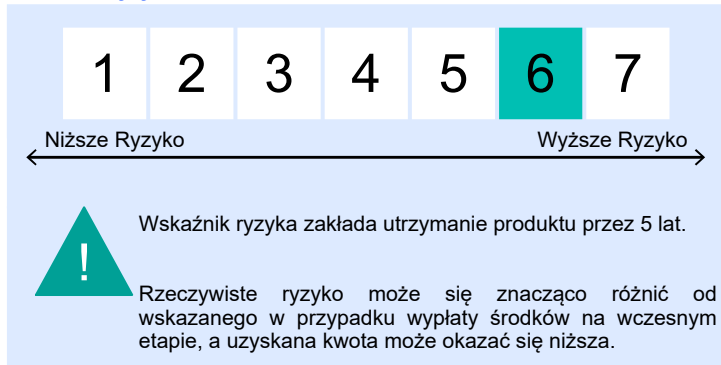 1 2 3 4 5 6 7
Niższe Ryzyko Wyższe Ryzyko
!
Wskaźnik ryzyka zakłada utrzymanie produktu przez 5 lat.
Rzeczywiste ryzyko może się znacząco różnić od
wskazanego w przypadku wypłaty środków na wczesnym
etapie, a uzyskana kwota może okazać się niższa.